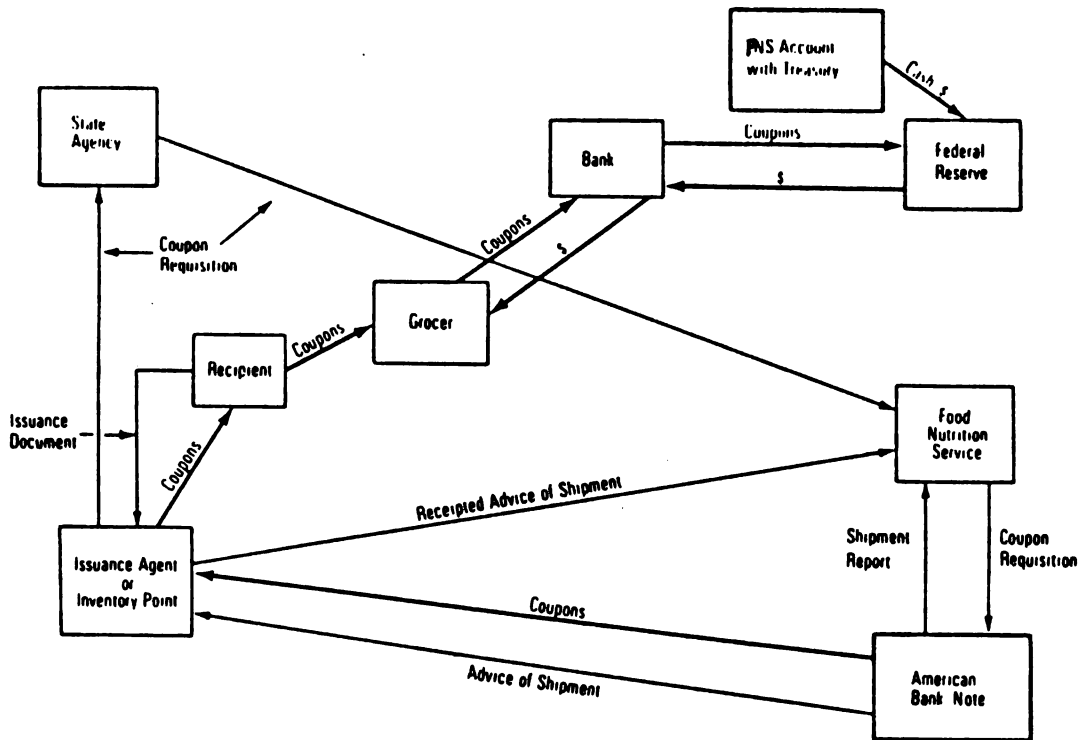 FNS Account
with Treasury
Cash $
State
Agency
Bank
Coupons
$
Federal
Reserve
Coupon
Requisition
Coupons
$
Grocer
Recipient
Coupons
Issuance
Document
Coupons
Food
Nutrition
Service
Receipted Advice of Shipment
Shipment
Report
Coupon
Requisition
Issuance Agent
or
Inventory Point
Coupons
Advice of Shipment
American
Bank Note